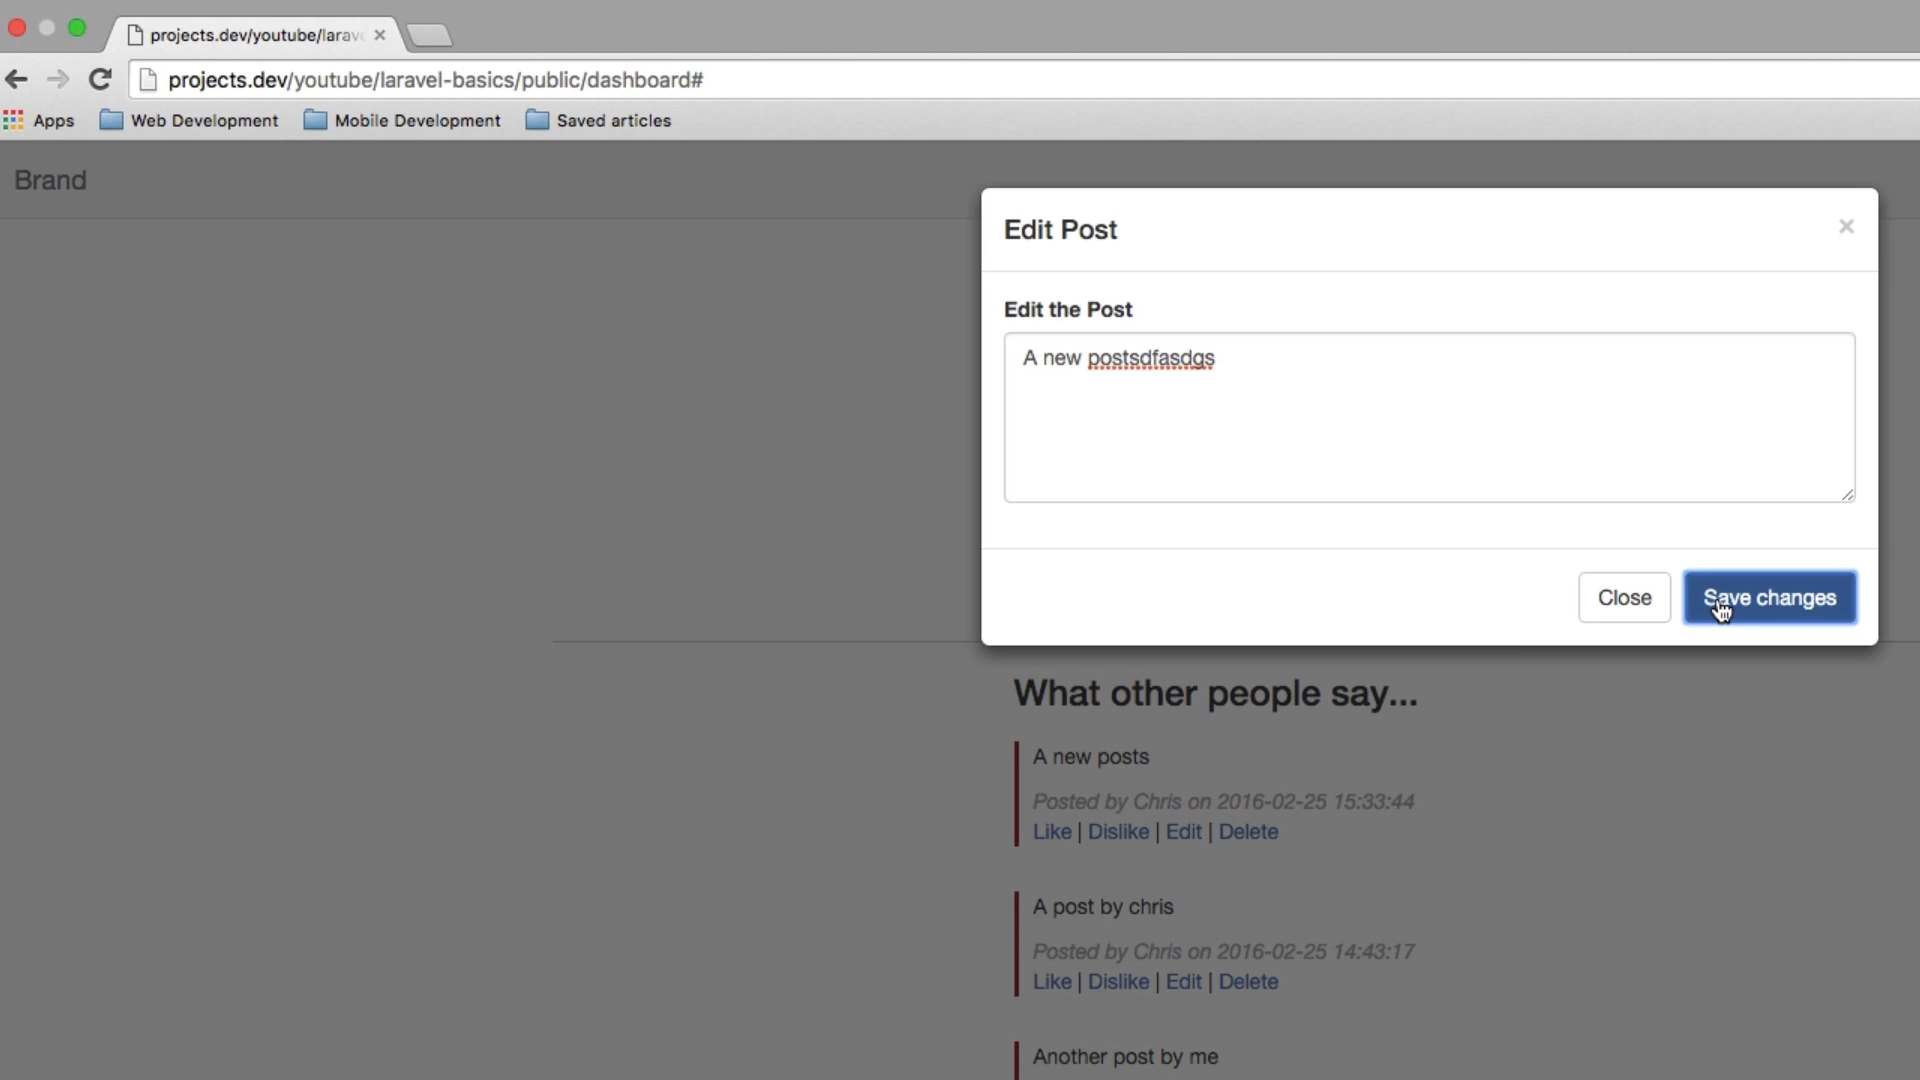 projects.dev/youtube/larav
projects.dev/youtube/laravel-basics/public/dashboard#
Apps Web Development Mobile Development Saved articles
Brand
Edit Post ×
Edit the Post
A new postsdfasdgs
Close Save changes
What other people say...
A new posts
Posted by Chris on 2016-02-25 15:33:44
Like | Dislike | Edit | Delete
A post by chris
Posted by Chris on 2016-02-25 14:43:17
Like | Dislike | Edit | Delete
Another post by me